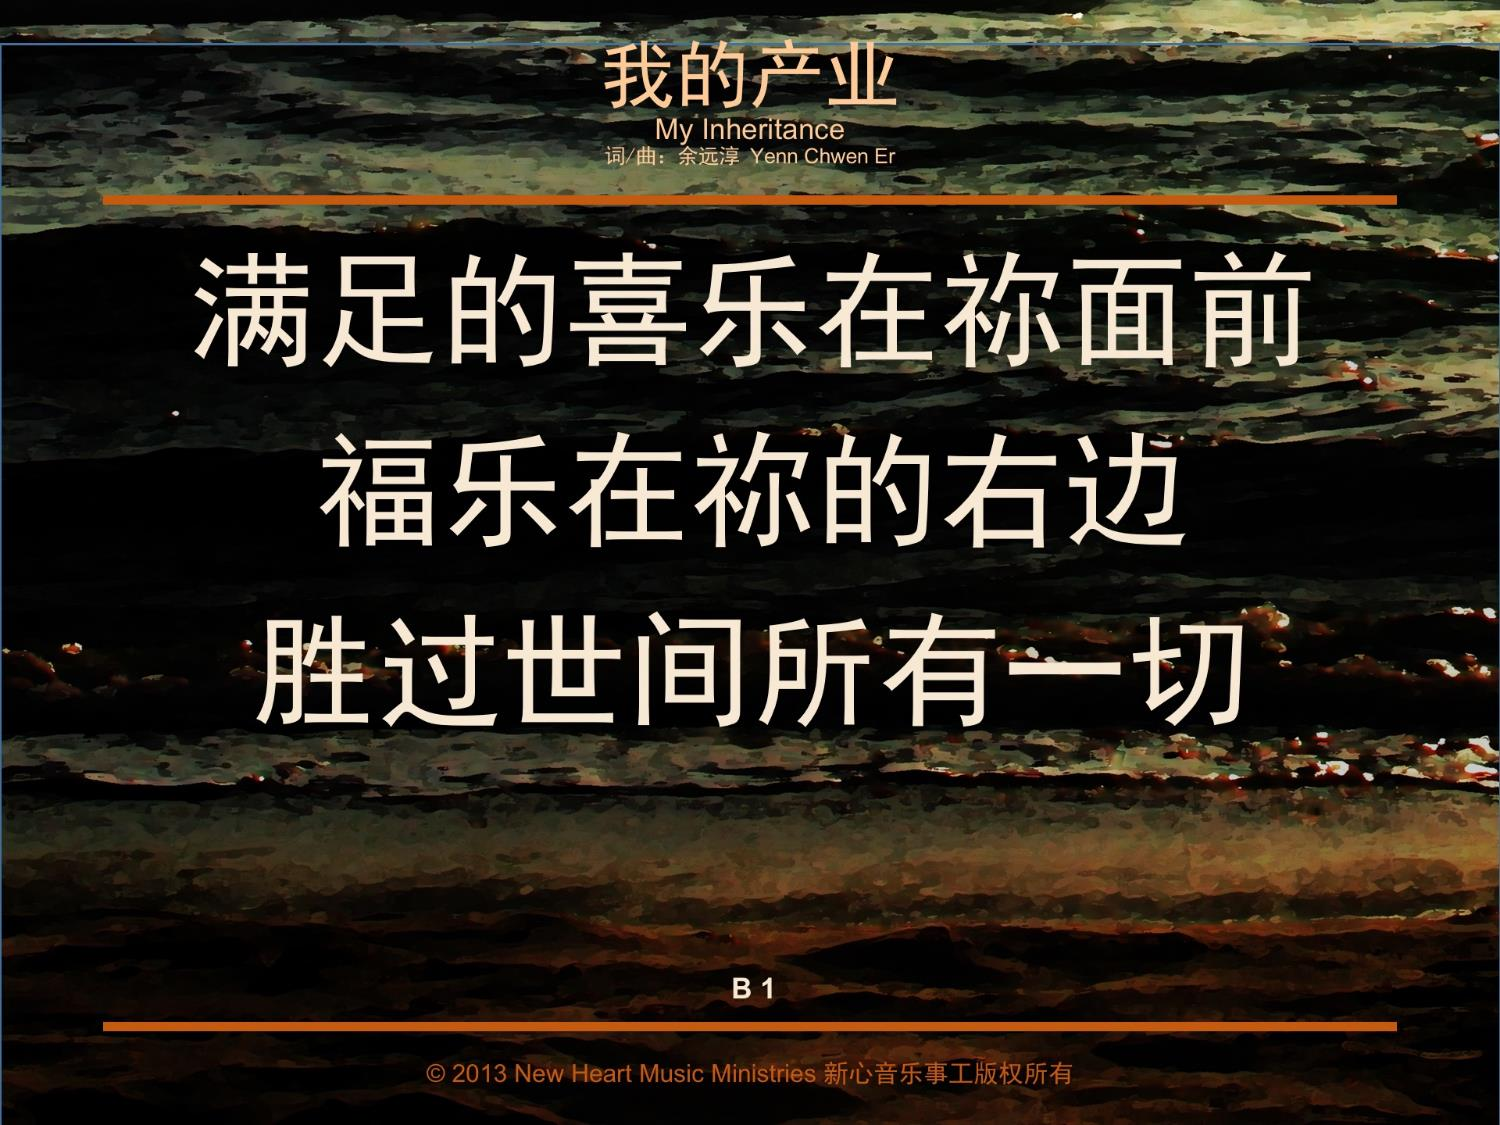 我的产业
My Inheritance
词/曲：余远淳 Yenn Chwen Er
满足的喜乐在祢面前
福乐在祢的右边
胜过世间所有一切
B 1
© 2013 New Heart Music Ministries 新心音乐事工版权所有